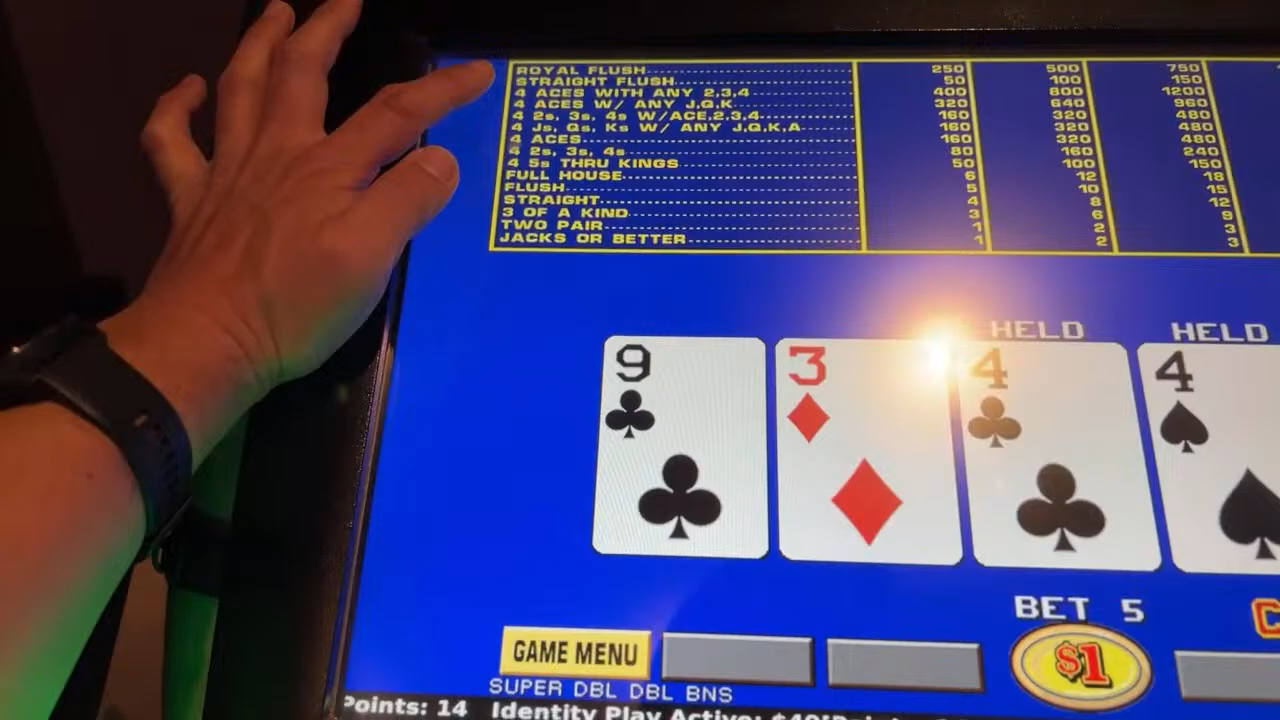 ROYAL FLUSH 250 500 750
STRAIGHT FLUSH 50 100 150
4 ACES WITH ANY 2,3,4 400 800 1200
4 ACES W/ ANY J,Q,K 320 640 960
4 2s, 3s, 4s W/ACE,2,3,4 160 320 480
4 Js, Qs, Ks W/ ANY J,Q,K,A 160 320 480
4 ACES 160 320 480
4 2s, 3s, 4s 80 160 240
4 5s THRU KINGS 50 100 150
FULL HOUSE 6 12 18
FLUSH 5 10 15
STRAIGHT 4 8 12
3 OF A KIND 3 6 9
TWO PAIR 1 2 3
JACKS OR BETTER 1 2 3
HELD HELD
9 3 4 4
BET 5
$1
GAME MENU
SUPER DBL DBL BNS
Points: 14 Identity Play Active: